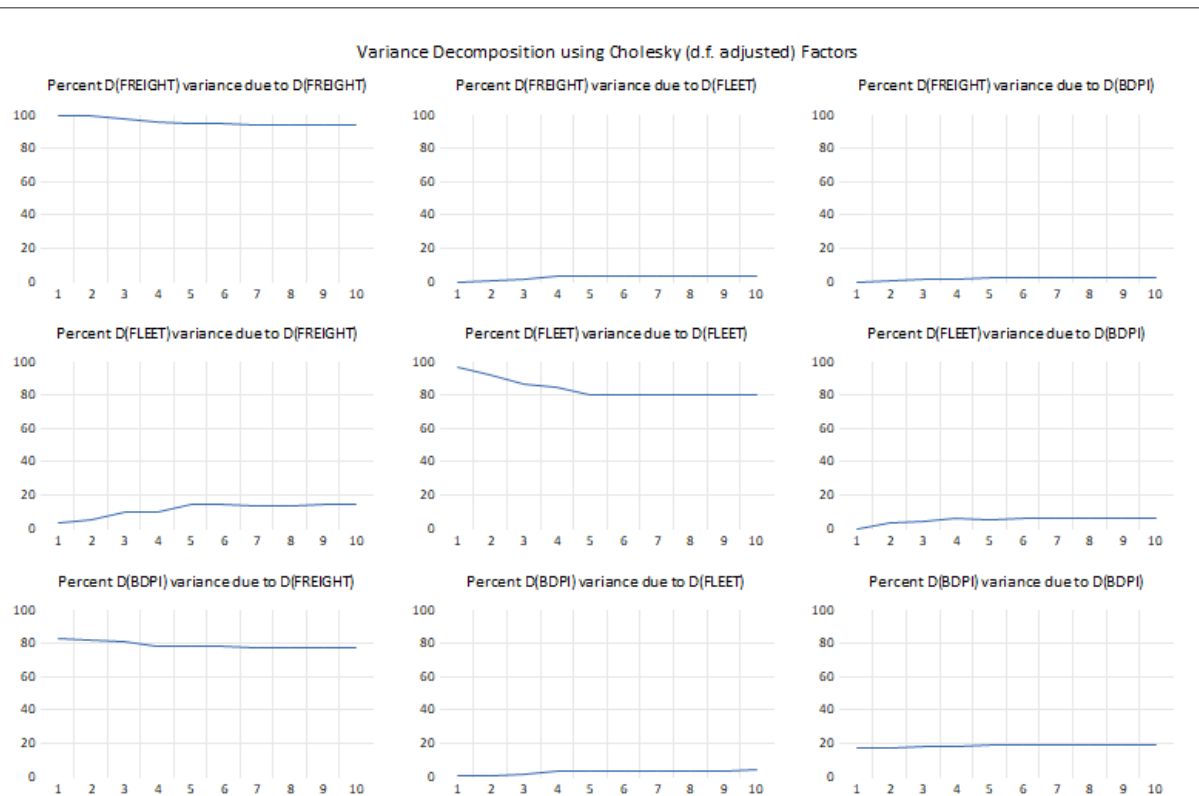 Variance Decomposition using Cholesky (d.f. adjusted) Factors
Percent D(FREIGHT) variance due to D(FREIGHT)
100
80
60
40
20
0
1 2 3 4 5 6 7 8 9 10
Percent D(FREIGHT) variance due to D(FLEET)
100
80
60
40
20
0
1 2 3 4 5 6 7 8 9 10
Percent D(FREIGHT) variance due to D(BDPI)
100
80
60
40
20
0
1 2 3 4 5 6 7 8 9 10
Percent D(FLEET) variance due to D(FREIGHT)
100
80
60
40
20
0
1 2 3 4 5 6 7 8 9 10
Percent D(FLEET) variance due to D(FLEET)
100
80
60
40
20
0
1 2 3 4 5 6 7 8 9 10
Percent D(FLEET) variance due to D(BDPI)
100
80
60
40
20
0
1 2 3 4 5 6 7 8 9 10
Percent D(BDPI) variance due to D(FREIGHT)
100
80
60
40
20
0
1 2 3 4 5 6 7 8 9 10
Percent D(BDPI) variance due to D(FLEET)
100
80
60
40
20
0
1 2 3 4 5 6 7 8 9 10
Percent D(BDPI) variance due to D(BDPI)
100
80
60
40
20
0
1 2 3 4 5 6 7 8 9 10